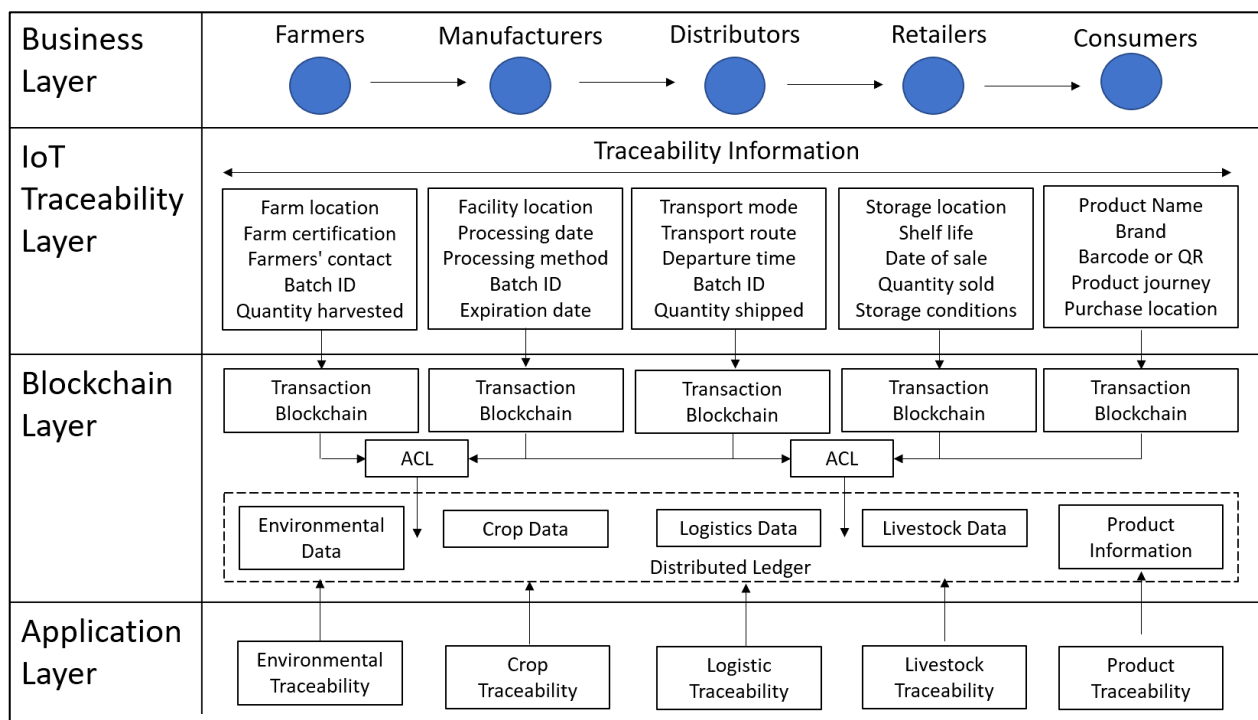 Business
Layer
Farmers
Manufacturers
Distributors
Retailers
Consumers
IoT
Traceability
Layer
Traceability Information
Farm location
Farm certification
Farmers' contact
Batch ID
Quantity harvested
Facility location
Processing date
Processing method
Batch ID
Expiration date
Transport mode
Transport route
Departure time
Batch ID
Quantity shipped
Storage location
Shelf life
Date of sale
Quantity sold
Storage conditions
Product Name
Brand
Barcode or QR
Product journey
Purchase location
Blockchain
Layer
Transaction
Blockchain
Transaction
Blockchain
Transaction
Blockchain
Transaction
Blockchain
Transaction
Blockchain
ACL
ACL
Environmental
Data
Crop Data
Logistics Data
Livestock Data
Product
Information
Distributed Ledger
Application
Layer
Environmental
Traceability
Crop
Traceability
Logistic
Traceability
Livestock
Traceability
Product
Traceability